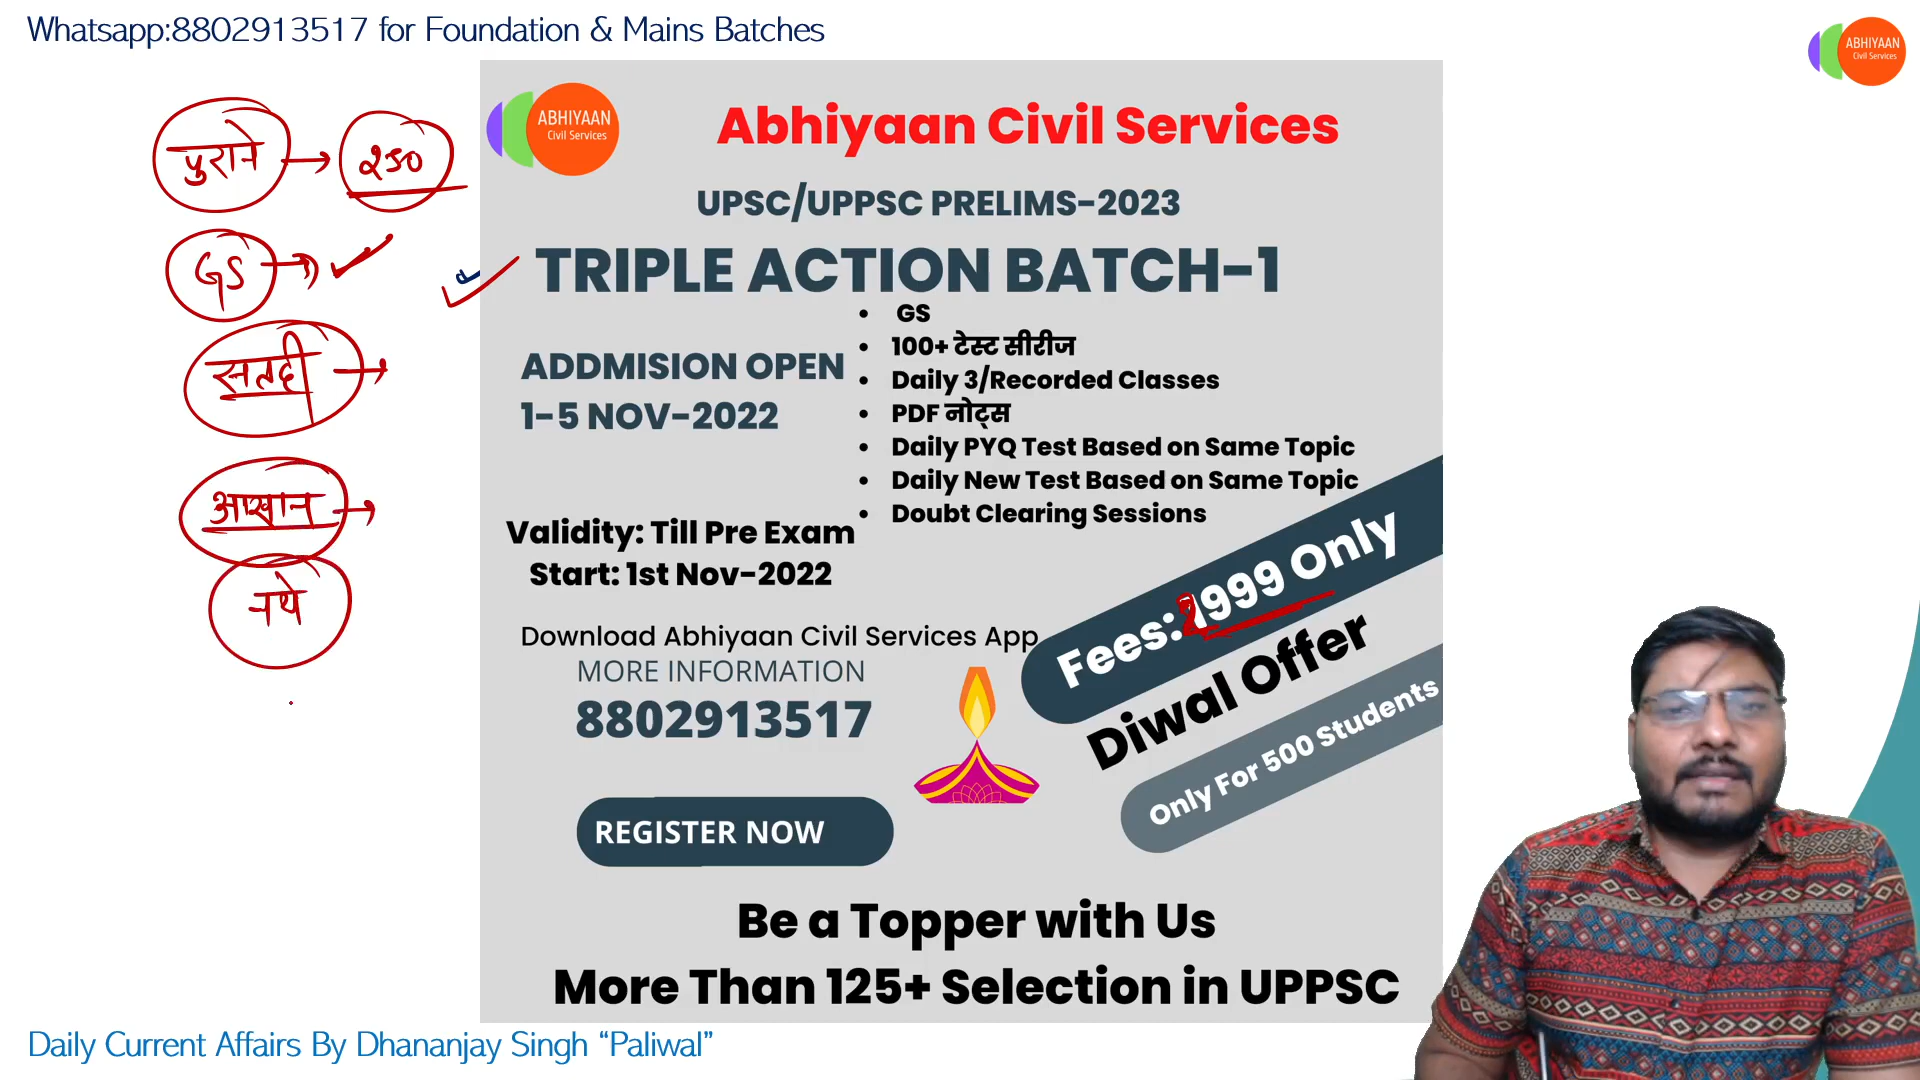 Whatsapp:8802913517 for Foundation & Mains Batches
ABHIYAAN
Civil Services
पुराने → 250
GS →
सतही →
आसान →
नये
ABHIYAAN
Civil Services
Abhiyaan Civil Services
UPSC/UPPSC PRELIMS-2023
TRIPLE ACTION BATCH-1
ADDMISION OPEN
1-5 NOV-2022
• GS
• 100+ टेस्ट सीरीज
• Daily 3/Recorded Classes
• PDF नोट्स
• Daily PYQ Test Based on Same Topic
• Daily New Test Based on Same Topic
• Doubt Clearing Sessions
Validity: Till Pre Exam
Start: 1st Nov-2022
Fees:2999 Only
Diwal Offer
Only For 500 Students
Download Abhiyaan Civil Services App
MORE INFORMATION
8802913517
REGISTER NOW
Be a Topper with Us
More Than 125+ Selection in UPPSC
Daily Current Affairs By Dhananjay Singh “Paliwal”